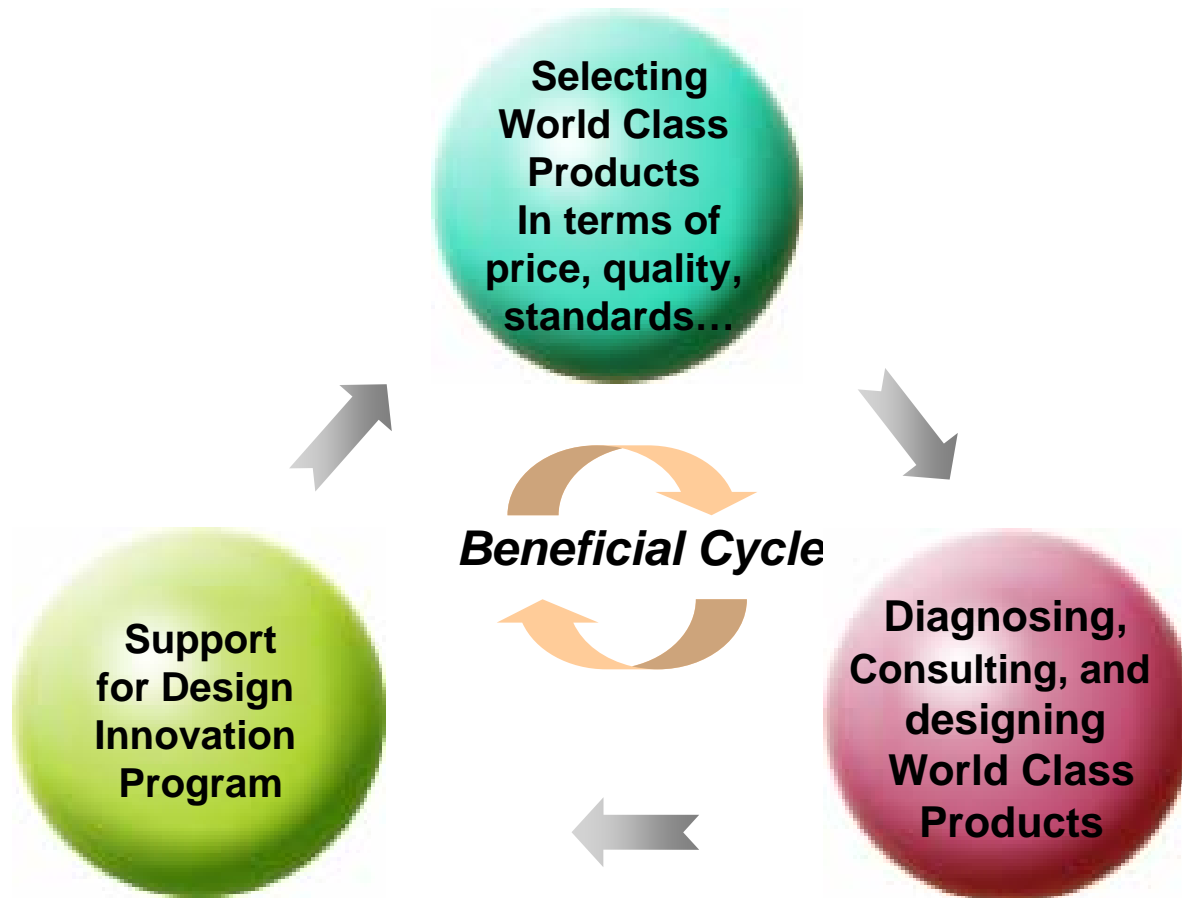 Selecting
World Class
Products
In terms of
price, quality,
standards…
Beneficial Cycle
Support
for Design
Innovation
Program
Diagnosing,
Consulting, and
designing
World Class
Products